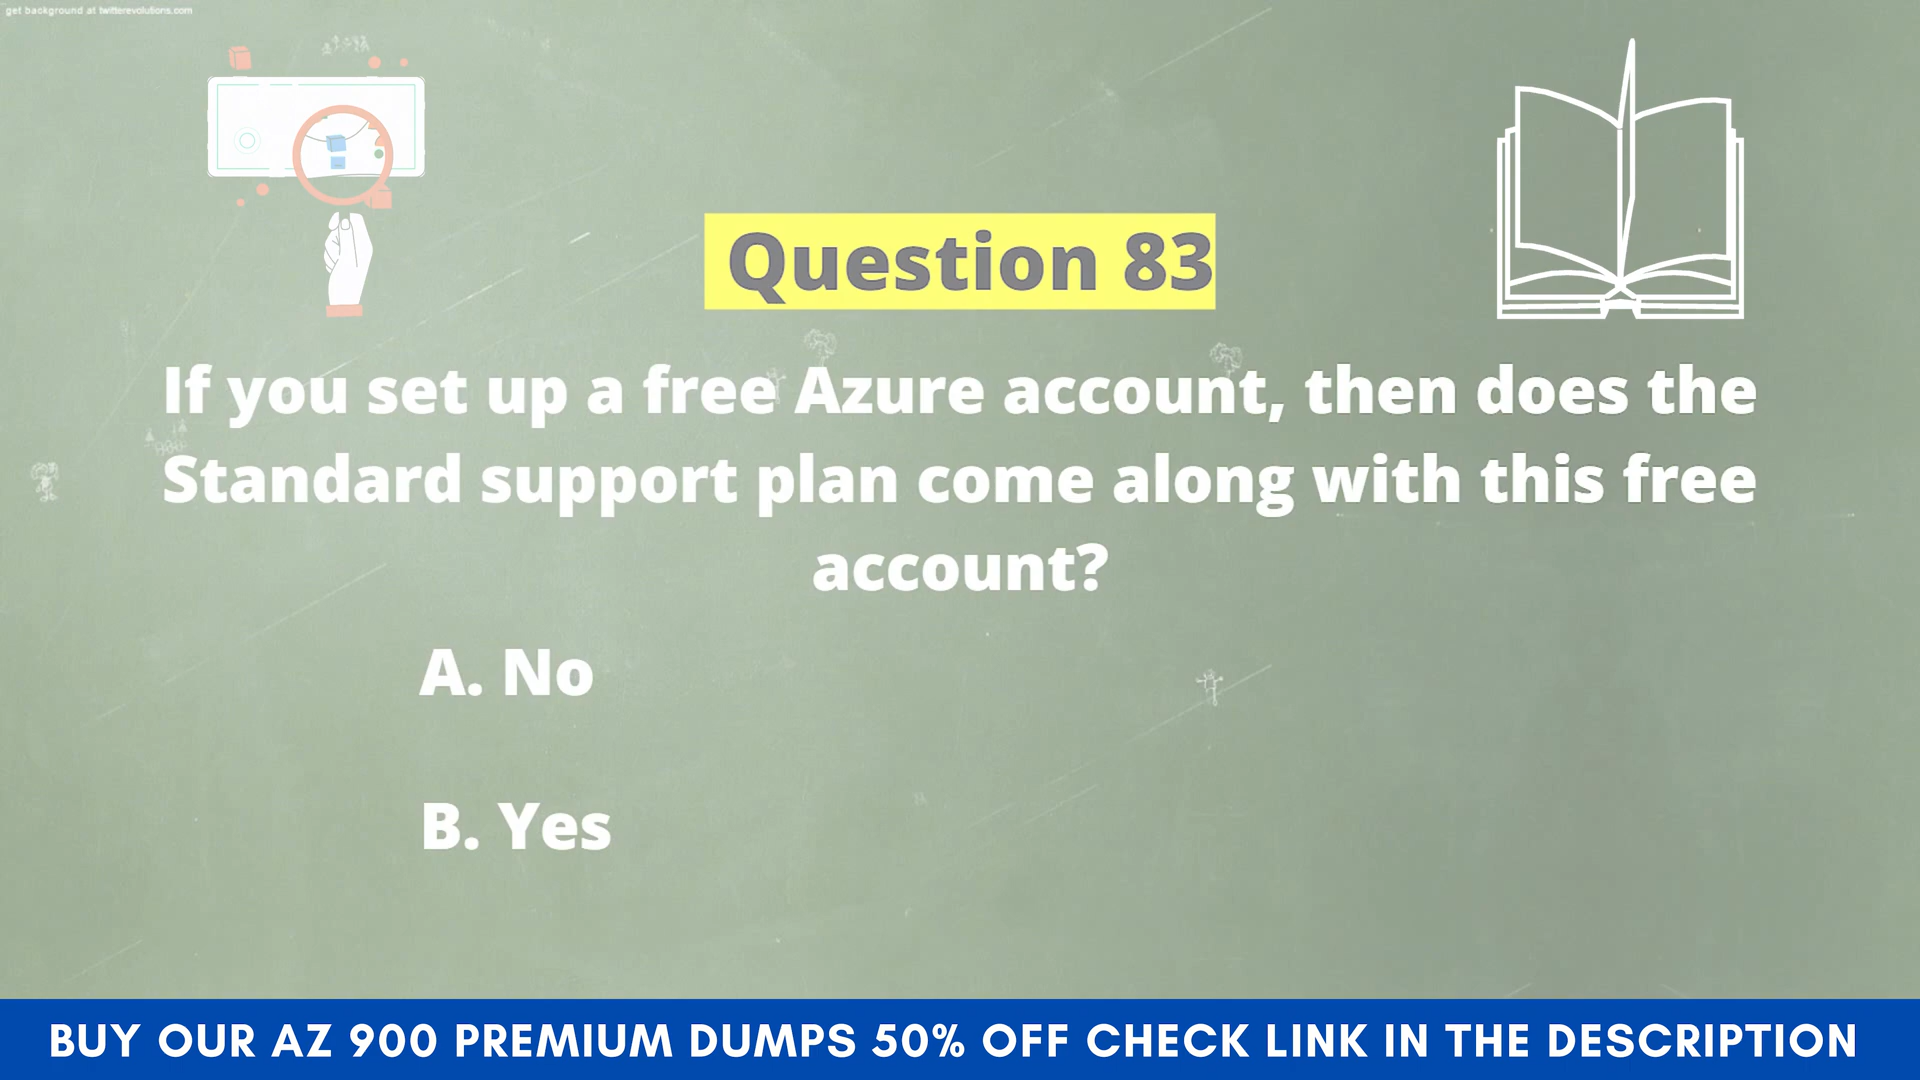 get background at twitterevolutions.com
Question 83
If you set up a free Azure account, then does the
Standard support plan come along with this free
account?
A. No
B. Yes
BUY OUR AZ 900 PREMIUM DUMPS 50% OFF CHECK LINK IN THE DESCRIPTION